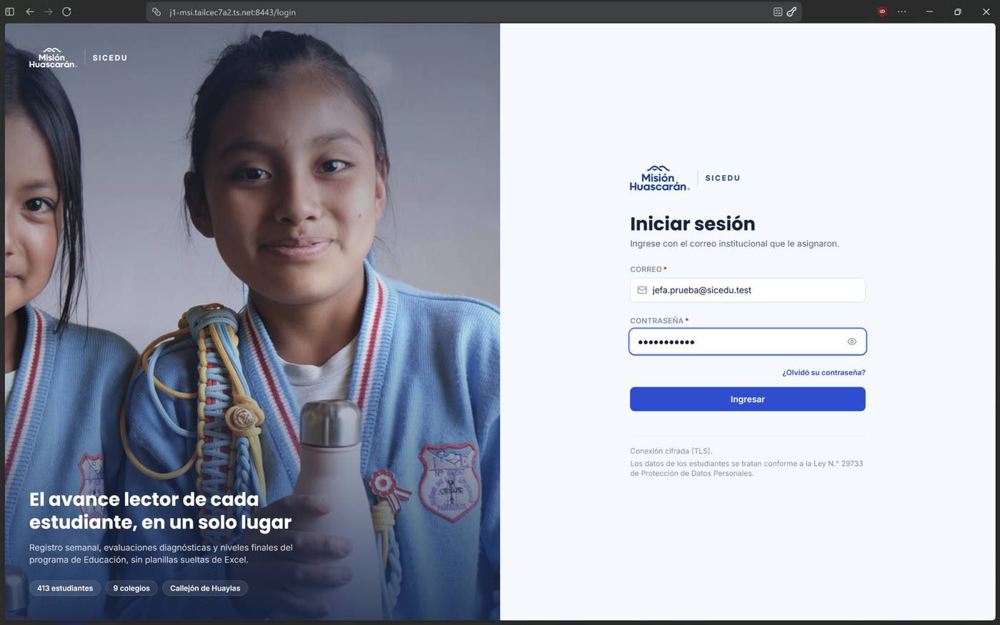 j1-msi.tailcec7a2.ts.net:8443/login
Misión
Huascarán
SICEDU
El avance lector de cada
estudiante, en un solo lugar
Registro semanal, evaluaciones diagnósticas y niveles finales del
programa de Educación, sin planillas sueltas de Excel.
413 estudiantes
9 colegios
Callejón de Huaylas
Misión
Huascarán
SICEDU
Iniciar sesión
Ingrese con el correo institucional que le asignaron.
CORREO *
jefa.prueba@sicedu.test
CONTRASEÑA *
•••••••••••
¿Olvidó su contraseña?
Ingresar
Conexión cifrada (TLS).
Los datos de los estudiantes se tratan conforme a la Ley N.° 29733
de Protección de Datos Personales.